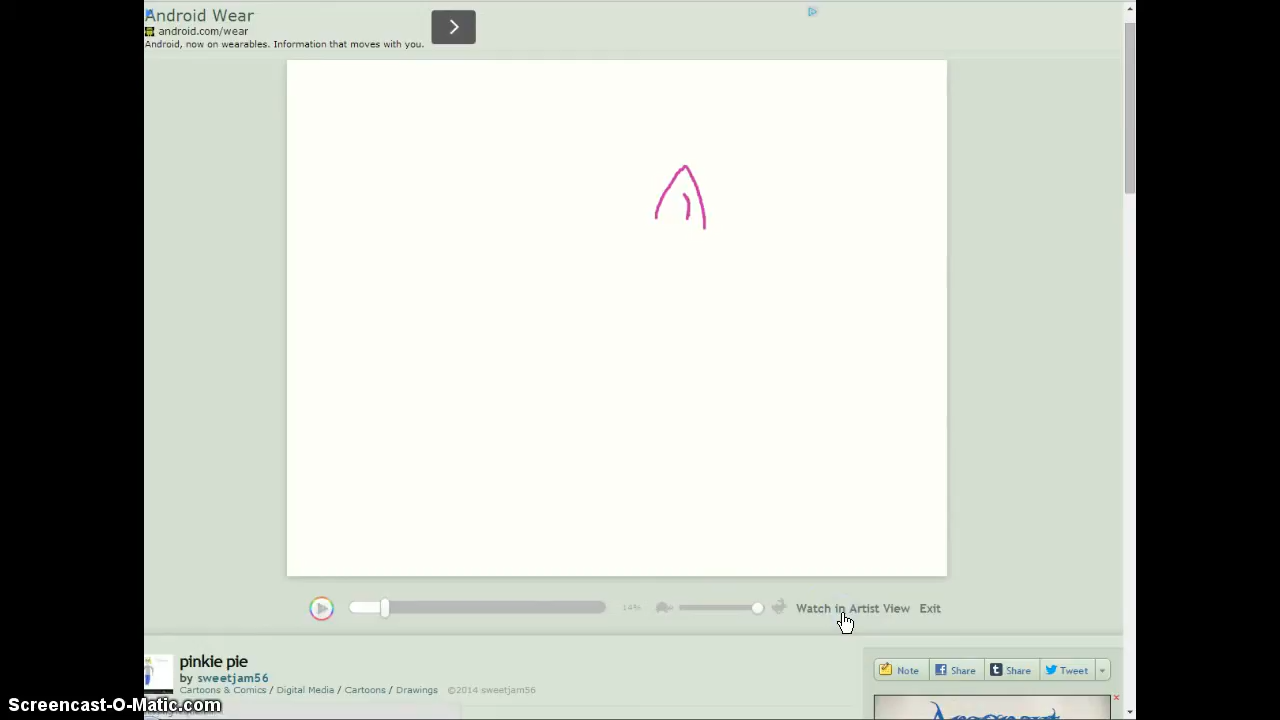 Android Wear
android.com/wear
Android, now on wearables. Information that moves with you.
14%
Watch in Artist View Exit
pinkie pie
by sweetjam56
Cartoons & Comics / Digital Media / Cartoons / Drawings ©2014 sweetjam56
Note Share Share Tweet
Screencast-O-Matic.com